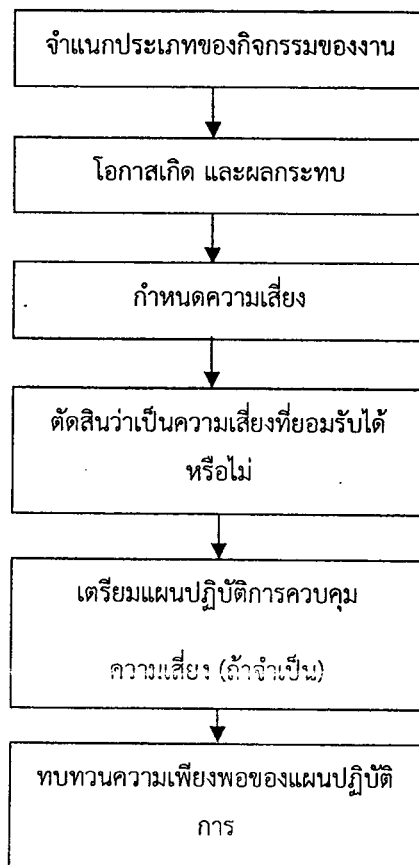 จำแนกประเภทของกิจกรรมของงาน
โอกาสเกิด และผลกระทบ
กำหนดความเสี่ยง
ตัดสินว่าเป็นความเสี่ยงที่ยอมรับได้
หรือไม่
เตรียมแผนปฏิบัติการควบคุม
ความเสี่ยง (ถ้าจำเป็น)
ทบทวนความเพียงพอของแผนปฏิบัติ
การ